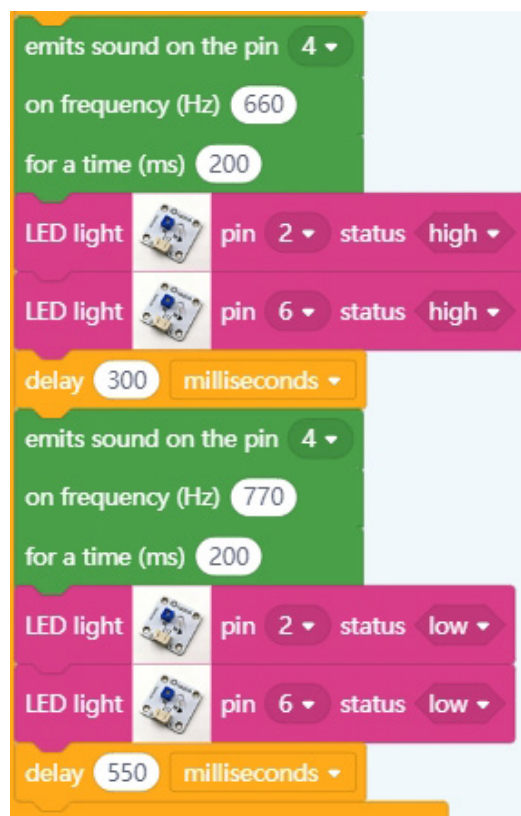 emits sound on the pin 4
on frequency (Hz) 660
for a time (ms) 200
LED light pin 2 status high
LED light pin 6 status high
delay 300 milliseconds
emits sound on the pin 4
on frequency (Hz) 770
for a time (ms) 200
LED light pin 2 status low
LED light pin 6 status low
delay 550 milliseconds